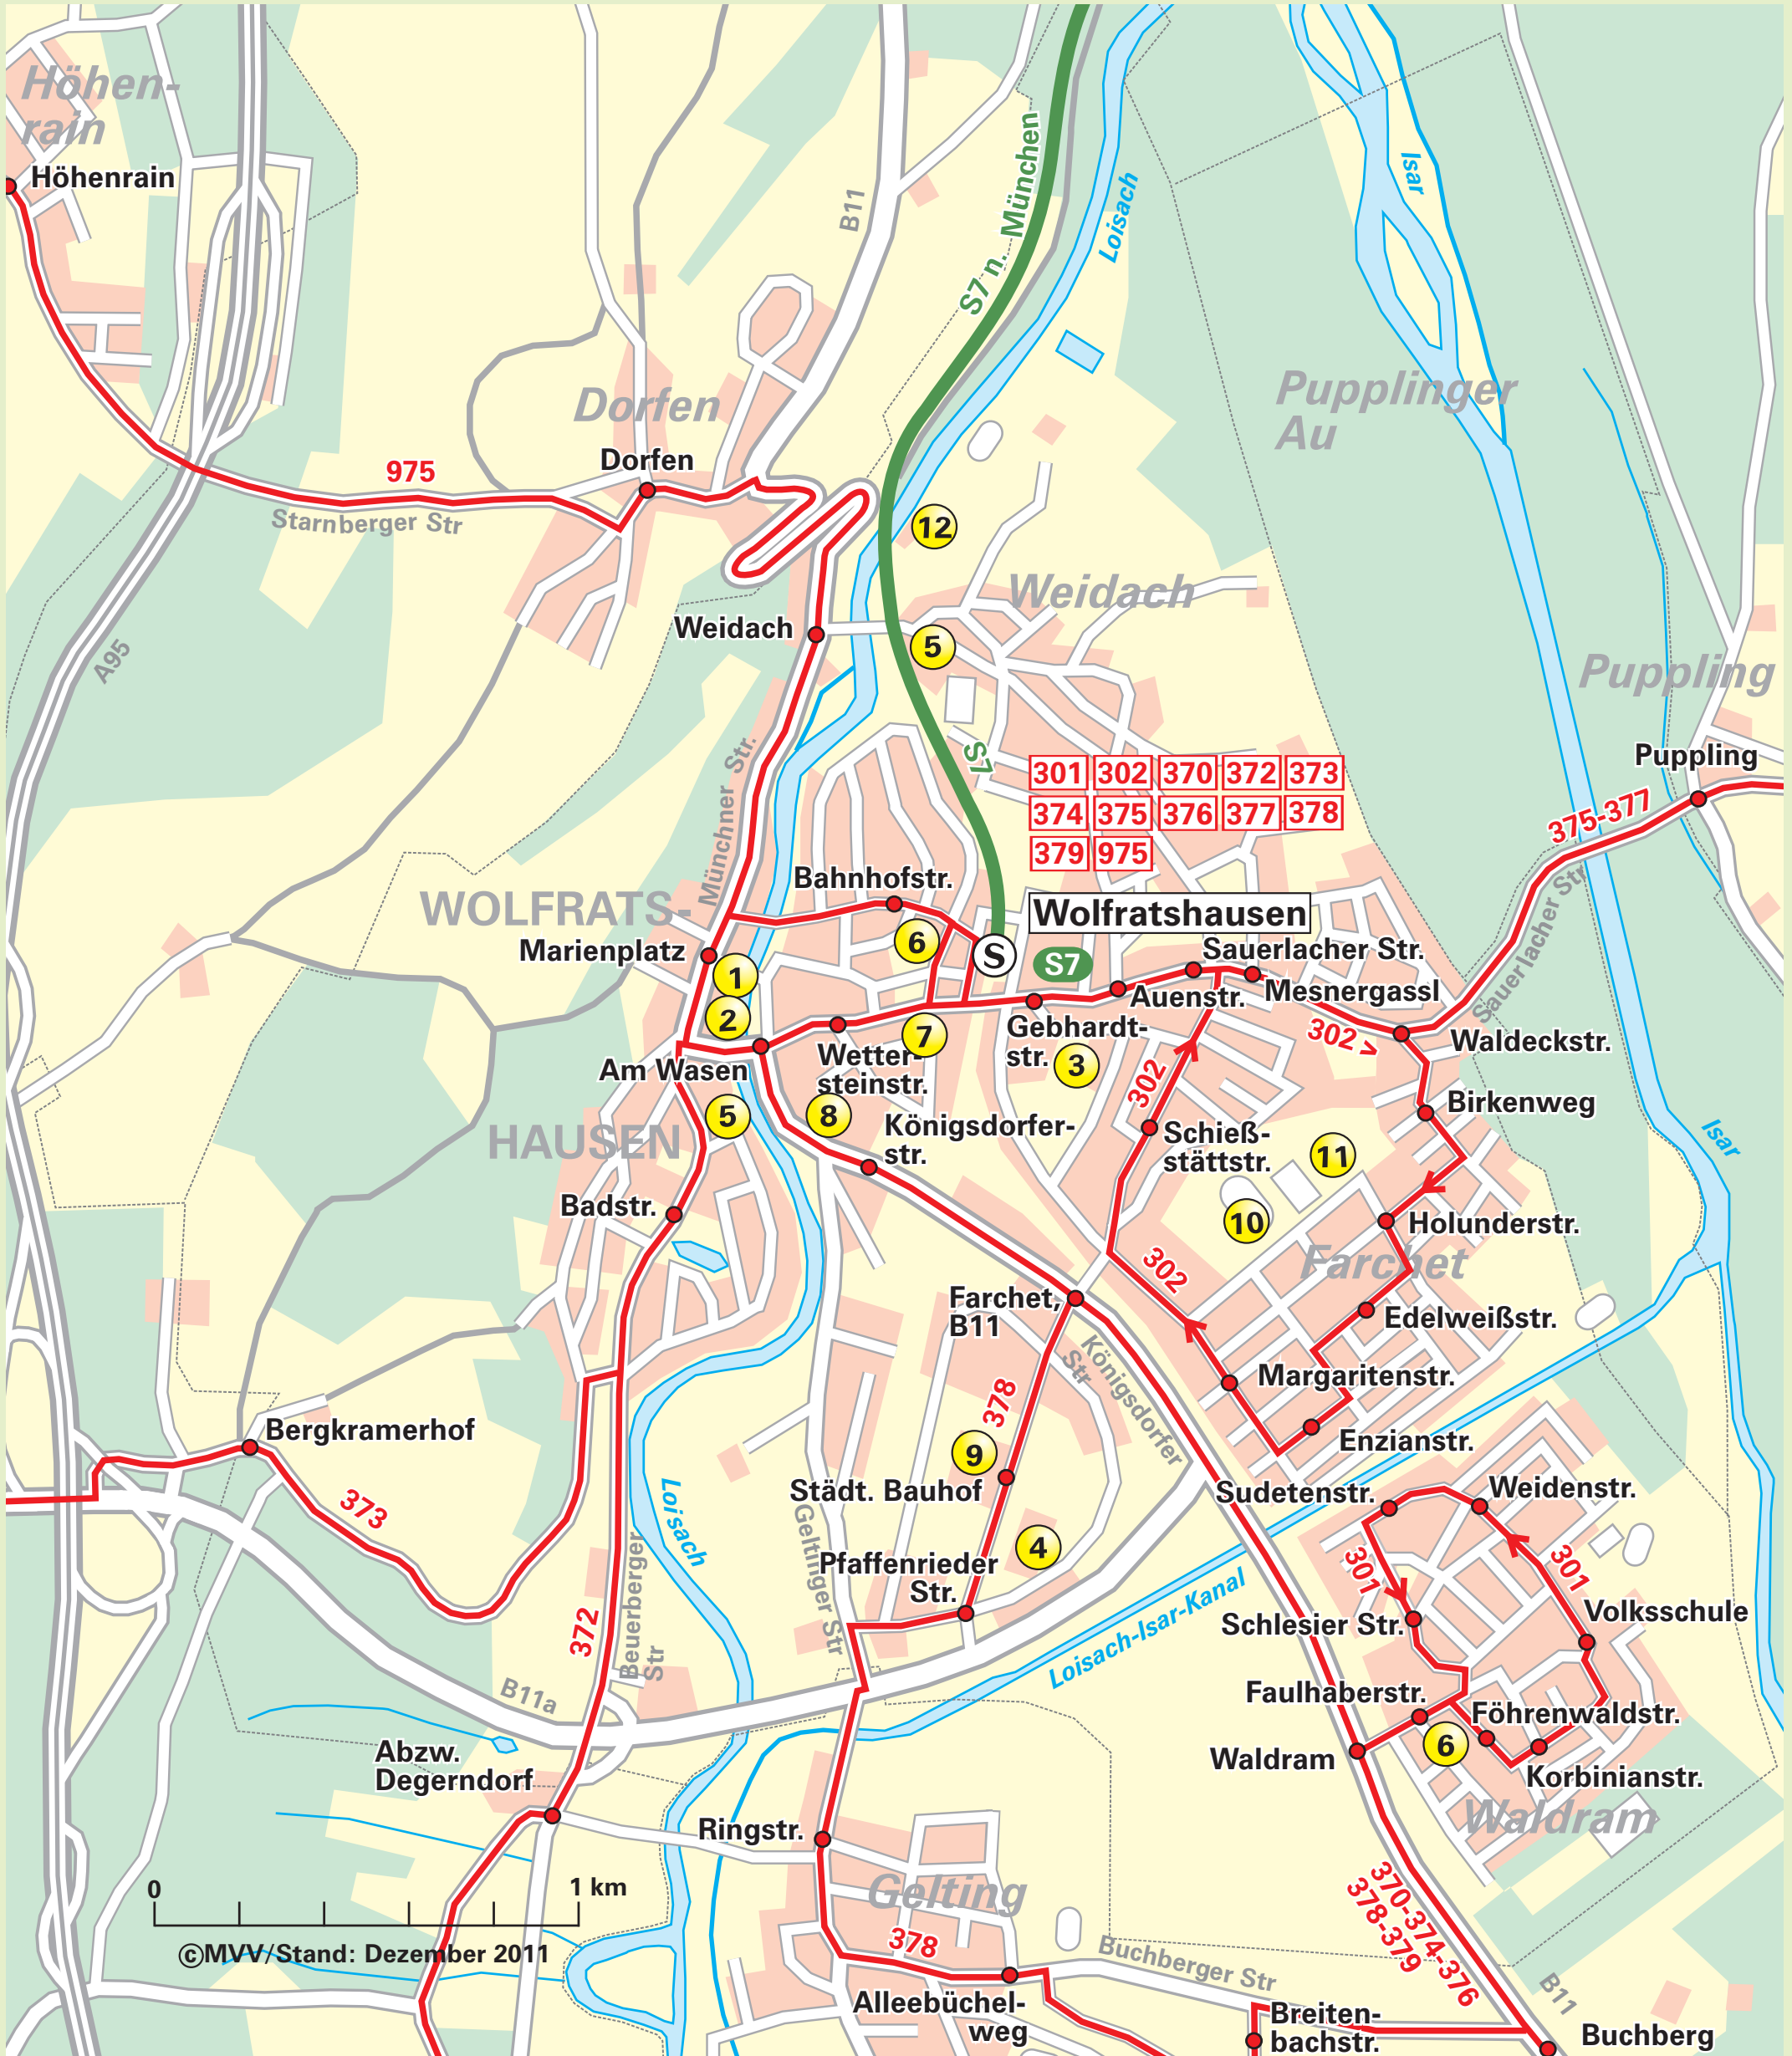 Höhen-
rain
Höhenrain
B11
S7 n. München
Loisach
Isar
Pupplinger
Au
Dorfen
Dorfen
975
Starnberger Str
12
Weidach
Weidach
5
A95
Puppling
Puppling
Münchner Str.
S7
301 302 370 372 373
374 375 376 377 378
379 975
375-377
Sauerlacher Str
WOLFRATS-
HAUSEN
Bahnhofstr.
Wolfratshausen
6
S
S7
Marienplatz
1
2
Sauerlacher Str.
Mesnergassl
Auenstr.
Gebhardt-
str.
7
3
302 >
Waldeckstr.
Am Wasen
Wetter-
steinstr.
5
8
302
Birkenweg
Isar
Königsdorfer-
str.
Schieß-
stättstr.
11
10
Badstr.
Holunderstr.
Farchet
302
Farchet,
B11
Edelweißstr.
Königsdorfer
Str
Margaritenstr.
378
Enzianstr.
Bergkramerhof
9
Städt. Bauhof
Sudetenstr.
Weidenstr.
373
Loisach
Geltinger Str
4
Pfaffenrieder
Str.
301
301
Beuerberger
Str
372
Loisach-Isar-Kanal
Schlesier Str.
Volksschule
B11a
Faulhaberstr.
Föhrenwaldstr.
6
Waldram
Korbinianstr.
Waldram
Abzw.
Degerndorf
Ringstr.
0
1 km
Gelting
©MVV/Stand: Dezember 2011
378
370-374-376
378-379
Buchberger Str
B11
Alleebüchel-
weg
Breiten-
bachstr.
Buchberg